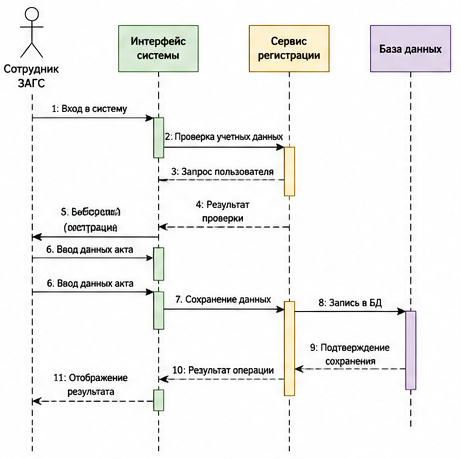 Сотрудник
ЗАГС
Интерфейс
системы
Сервис
регистрации
База данных
1: Вход в систему
2: Проверка учетных данных
3: Запрос пользователя
4: Результат
проверки
5.
6. Ввод данных акта
6. Ввод данных акта
7. Сохранение данных
8: Запись в БД
9: Подтверждение
сохранения
10: Результат операции
11: Отображение
результата